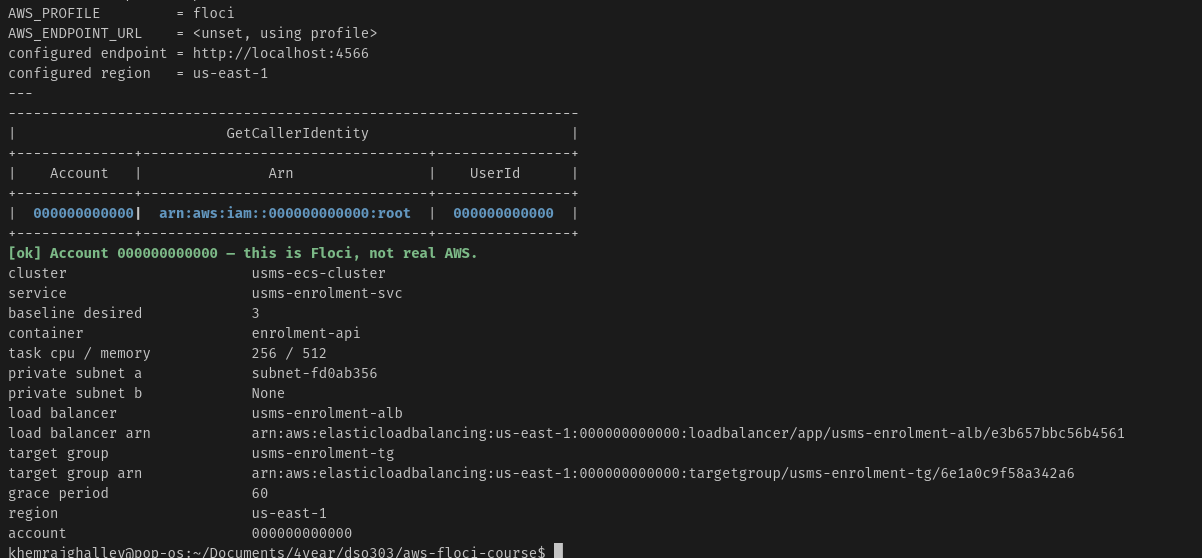 AWS_PROFILE         = floci
AWS_ENDPOINT_URL    = <unset, using profile>
configured endpoint = http://localhost:4566
configured region   = us-east-1
---
--------------------------------------------------------------------
|                         GetCallerIdentity                        |
+--------------+----------------------------------+----------------+
|    Account   |               Arn                |    UserId      |
+--------------+----------------------------------+----------------+
|  000000000000|  arn:aws:iam::000000000000:root  |  000000000000  |
+--------------+----------------------------------+----------------+
[ok] Account 000000000000 — this is Floci, not real AWS.
cluster                      usms-ecs-cluster
service                      usms-enrolment-svc
baseline desired             3
container                    enrolment-api
task cpu / memory            256 / 512
private subnet a             subnet-fd0ab356
private subnet b             None
load balancer                usms-enrolment-alb
load balancer arn            arn:aws:elasticloadbalancing:us-east-1:000000000000:loadbalancer/app/usms-enrolment-alb/e3b657bbc56b4561
target group                 usms-enrolment-tg
target group arn             arn:aws:elasticloadbalancing:us-east-1:000000000000:targetgroup/usms-enrolment-tg/6e1a0c9f58a342a6
grace period                 60
region                       us-east-1
account                      000000000000
khemrajghalley@pop-os:~/Documents/4year/dso303/aws-floci-course$